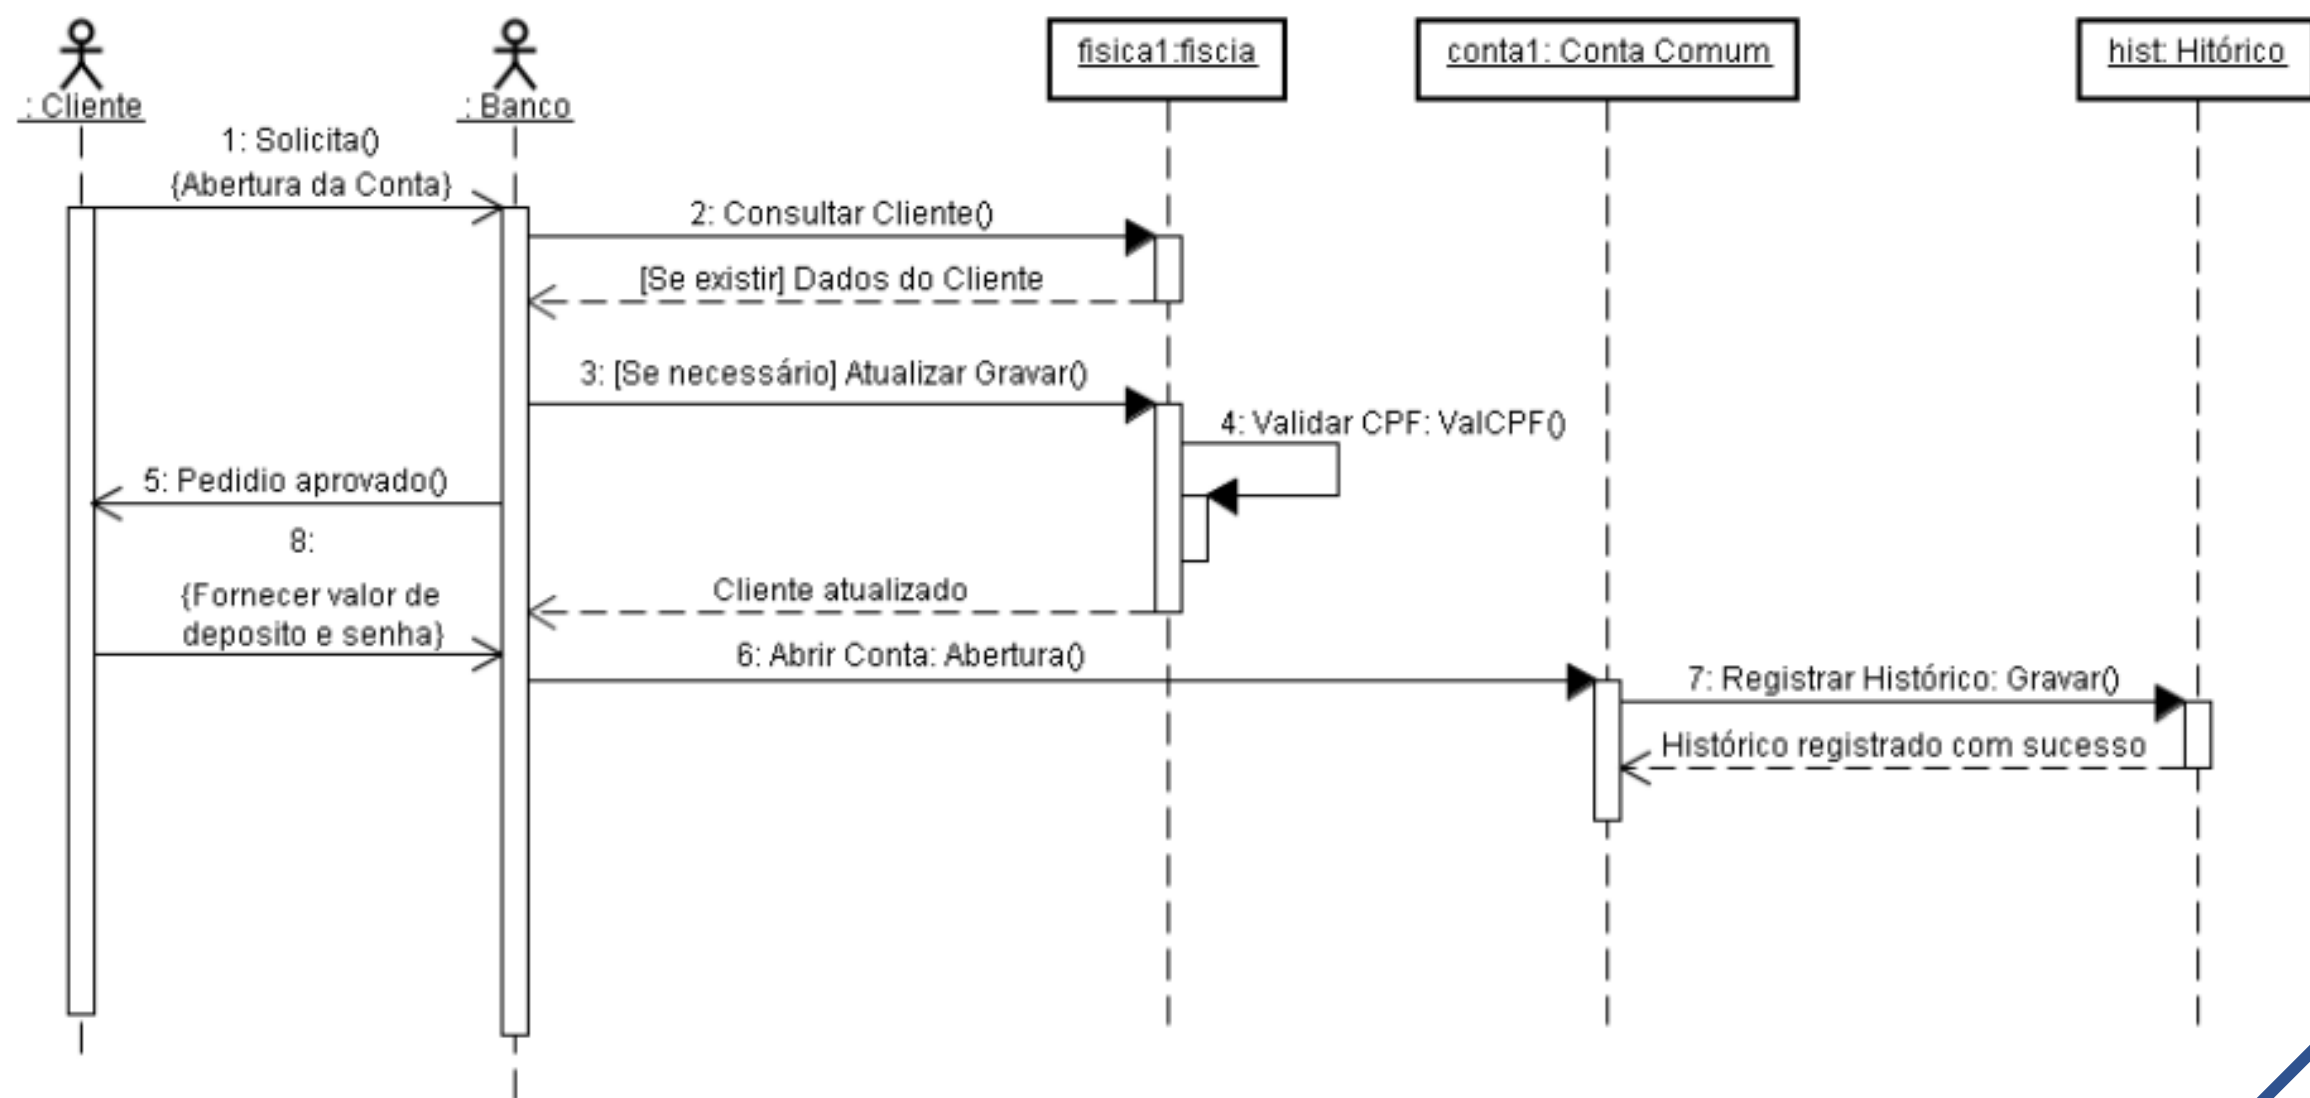 : Cliente
: Banco
fisica1:fiscia
conta1: Conta Comum
hist: Hitórico
1: Solicita()
{Abertura da Conta}
2: Consultar Cliente()
[Se existir] Dados do Cliente
3: [Se necessário] Atualizar Gravar()
4: Validar CPF: ValCPF()
5: Pedidio aprovado()
8:
{Fornecer valor de
deposito e senha}
Cliente atualizado
6: Abrir Conta: Abertura()
7: Registrar Histórico: Gravar()
Histórico registrado com sucesso